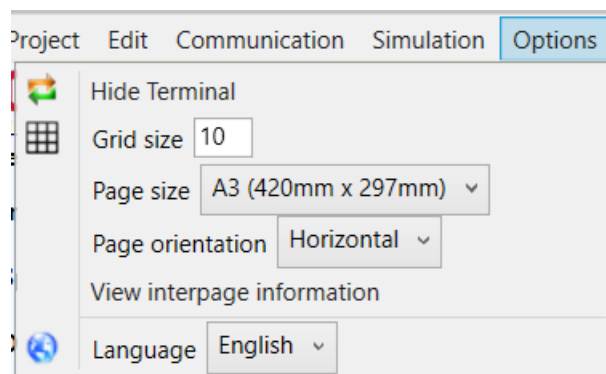 Project Edit Communication Simulation Options
Hide Terminal
Grid size 10
Page size A3 (420mm x 297mm)
Page orientation Horizontal
View interpage information
Language English